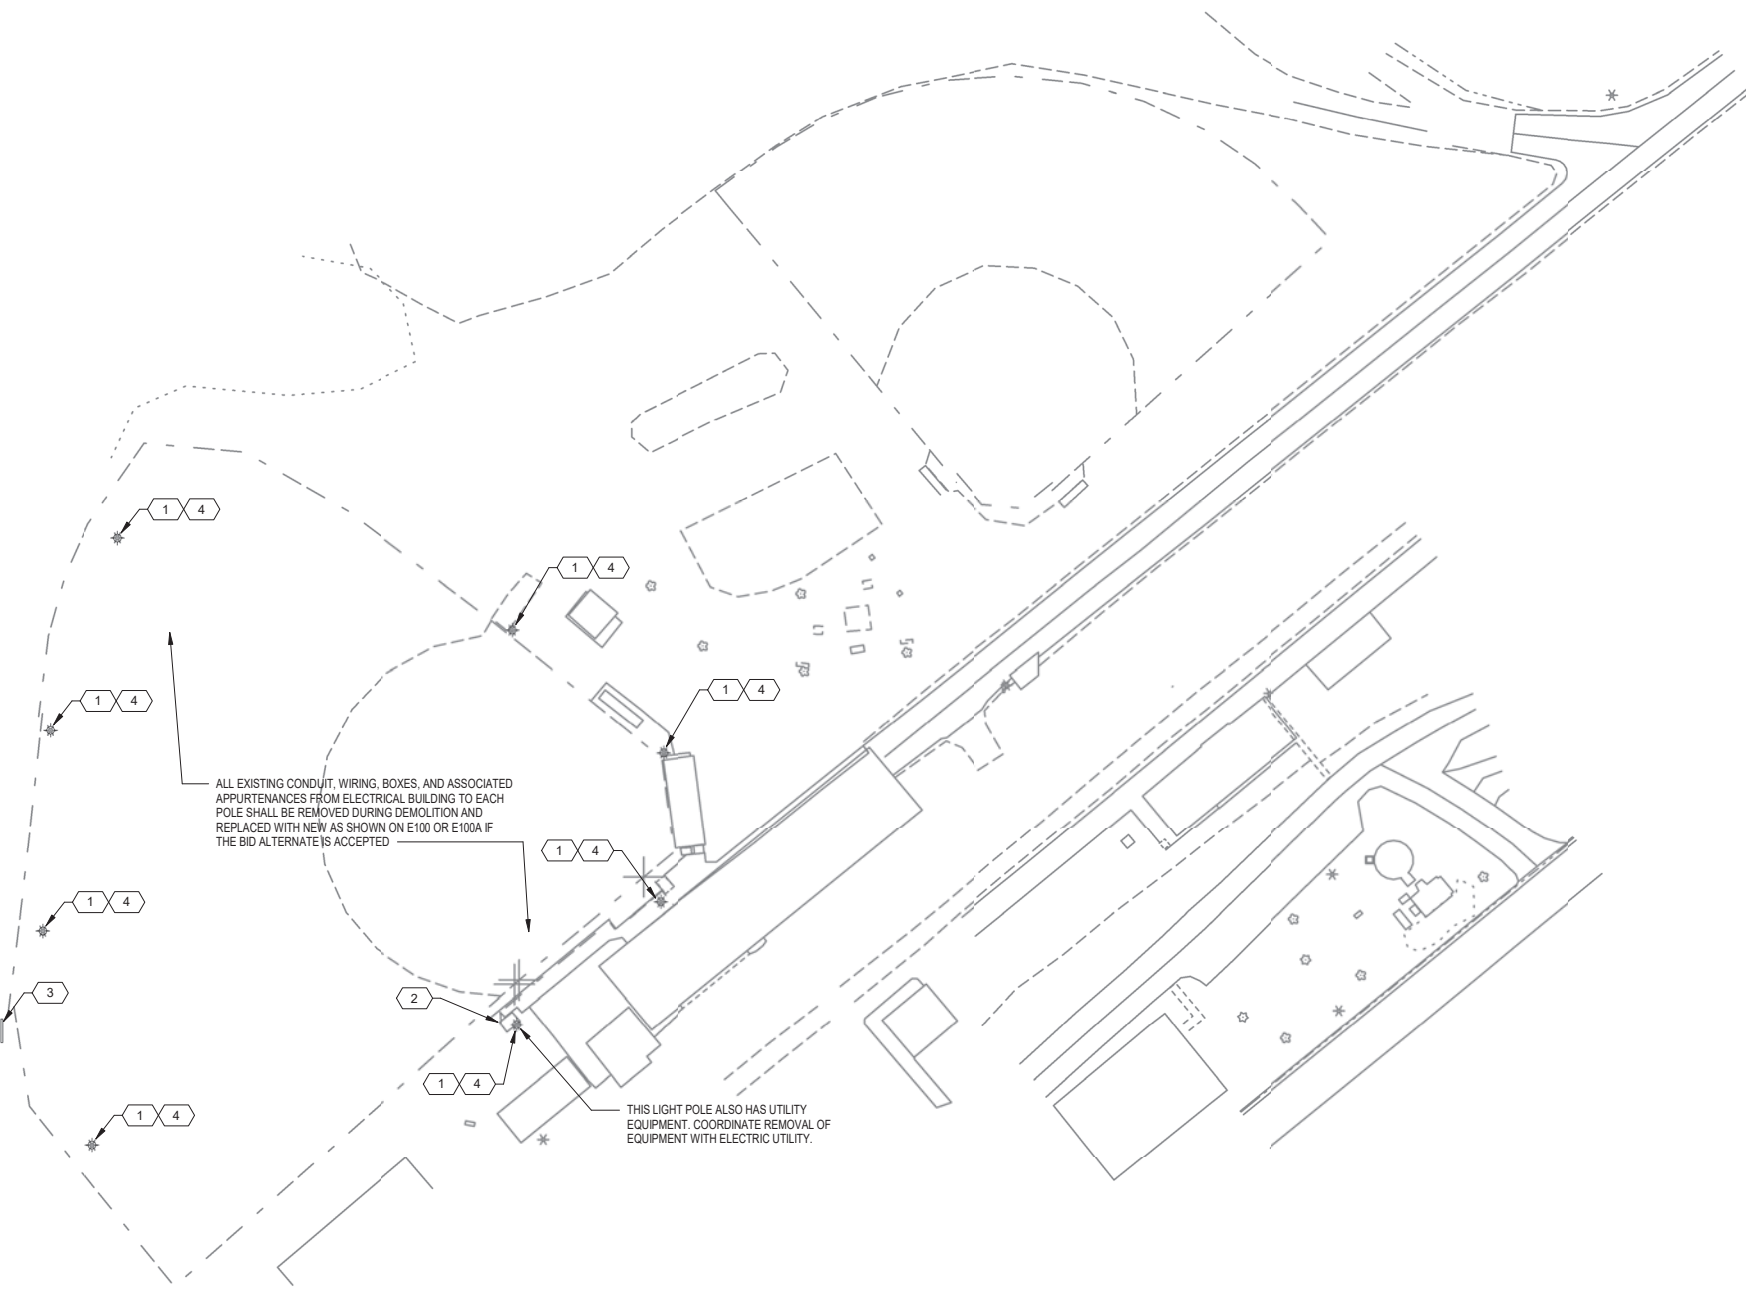 1 4
1 4
1 4
1 4
ALL EXISTING CONDUIT, WIRING, BOXES, AND ASSOCIATED
APPURTENANCES FROM ELECTRICAL BUILDING TO EACH
POLE SHALL BE REMOVED DURING DEMOLITION AND
REPLACED WITH NEW AS SHOWN ON E100 OR E100A IF
THE BID ALTERNATE IS ACCEPTED
1 4
1 4
3
2
1 4
THIS LIGHT POLE ALSO HAS UTILITY
EQUIPMENT. COORDINATE REMOVAL OF
EQUIPMENT WITH ELECTRIC UTILITY.
1 4